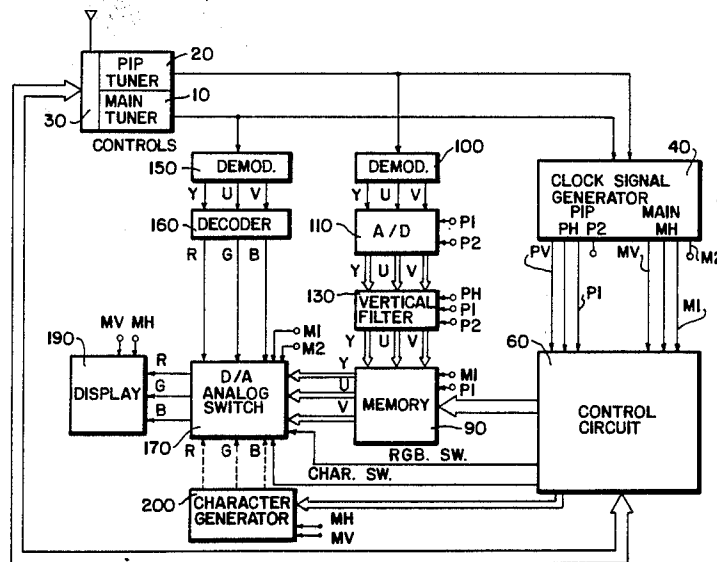 20
PIP
TUNER
10
MAIN
TUNER
30
CONTROLS
150
DEMOD.
DEMOD.
100
40
CLOCK SIGNAL
GENERATOR
PIP MAIN
PH P2 MH
M2
Y U V
Y U V
160
DECODER
110
A/D
P1
P2
PV
MV
P1
M1
R G B
Y U V
130
VERTICAL
FILTER
PH
P1
P2
MV MH
190
DISPLAY
M1
M2
Y U V
60
R
G
B
D/A
ANALOG
SWITCH
170
Y
U
V
MEMORY
M1
P1
90
CONTROL
CIRCUIT
RGB. SW.
CHAR. SW.
R G B
200
CHARACTER
GENERATOR
MH
MV